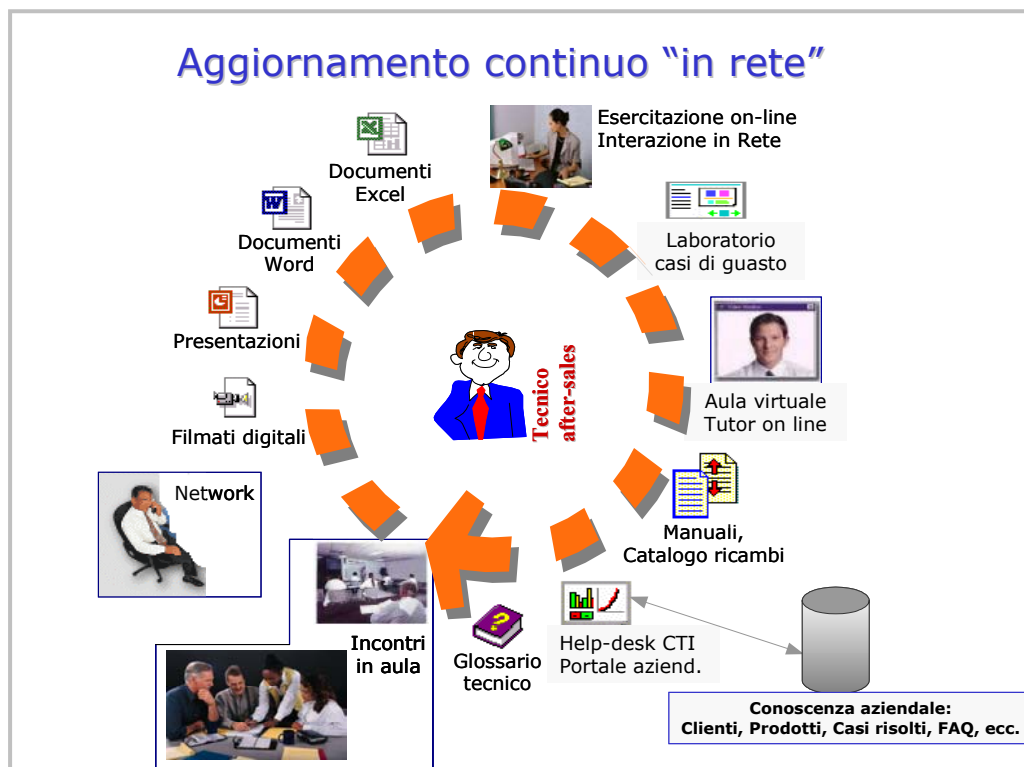 Aggiornamento continuo “in rete”
Esercitazione on-line
Interazione in Rete
Documenti
Excel
Laboratorio
casi di guasto
Documenti
Word
Presentazioni
Tecnico
after-sales
Aula virtuale
Tutor on line
Filmati digitali
Network
Manuali,
Catalogo ricambi
Incontri
in aula
Glossario
tecnico
Help-desk CTI
Portale aziend.
Conoscenza aziendale:
Clienti, Prodotti, Casi risolti, FAQ, ecc.